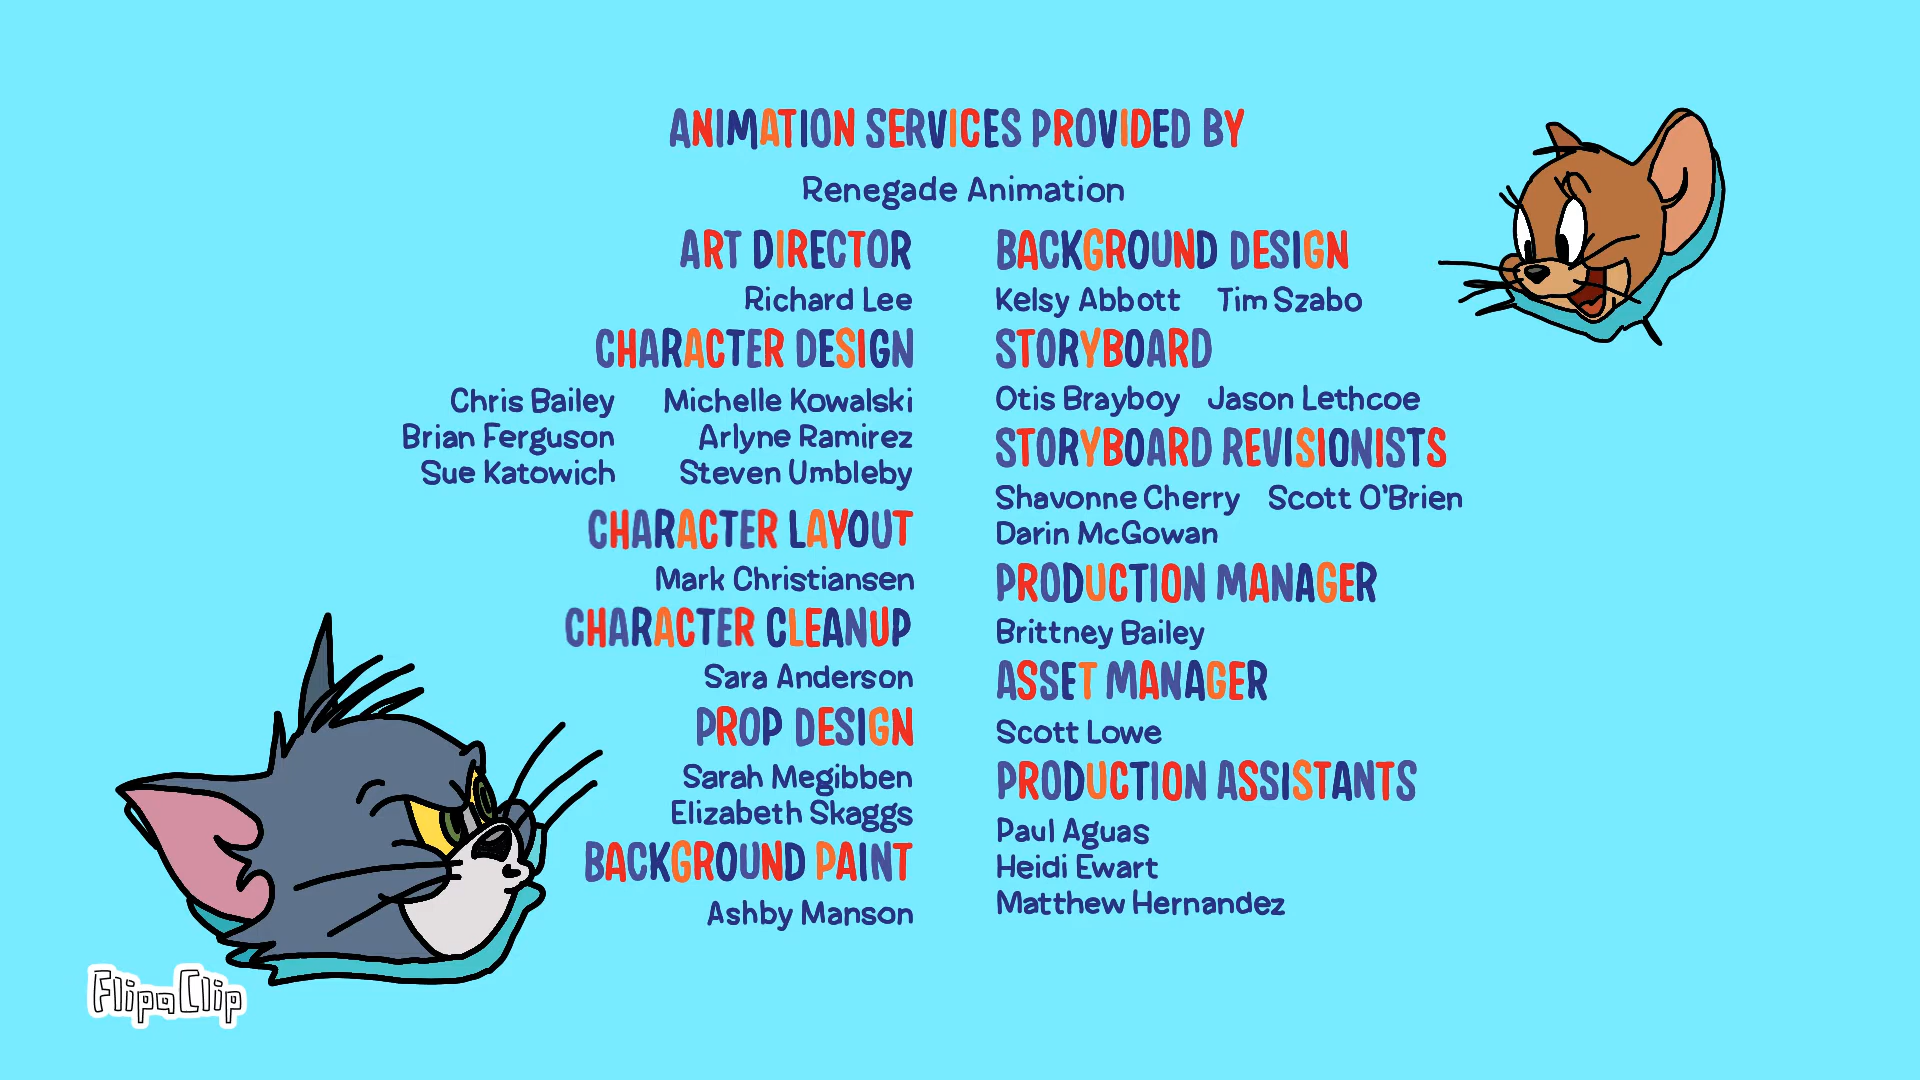 ANIMATION SERVICES PROVIDED BY
Renegade Animation
ART DIRECTOR
Richard Lee
CHARACTER DESIGN
Chris Bailey Michelle Kowalski
Brian Ferguson Arlyne Ramirez
Sue Katowich Steven Umbleby
CHARACTER LAYOUT
Mark Christiansen
CHARACTER CLEANUP
Sara Anderson
PROP DESIGN
Sarah Megibben
Elizabeth Skaggs
BACKGROUND PAINT
Ashby Manson
BACKGROUND DESIGN
Kelsy Abbott Tim Szabo
STORYBOARD
Otis Brayboy Jason Lethcoe
STORYBOARD REVISIONISTS
Shavonne Cherry Scott O'Brien
Darin McGowan
PRODUCTION MANAGER
Brittney Bailey
ASSET MANAGER
Scott Lowe
PRODUCTION ASSISTANTS
Paul Aguas
Heidi Ewart
Matthew Hernandez
FlipaClip